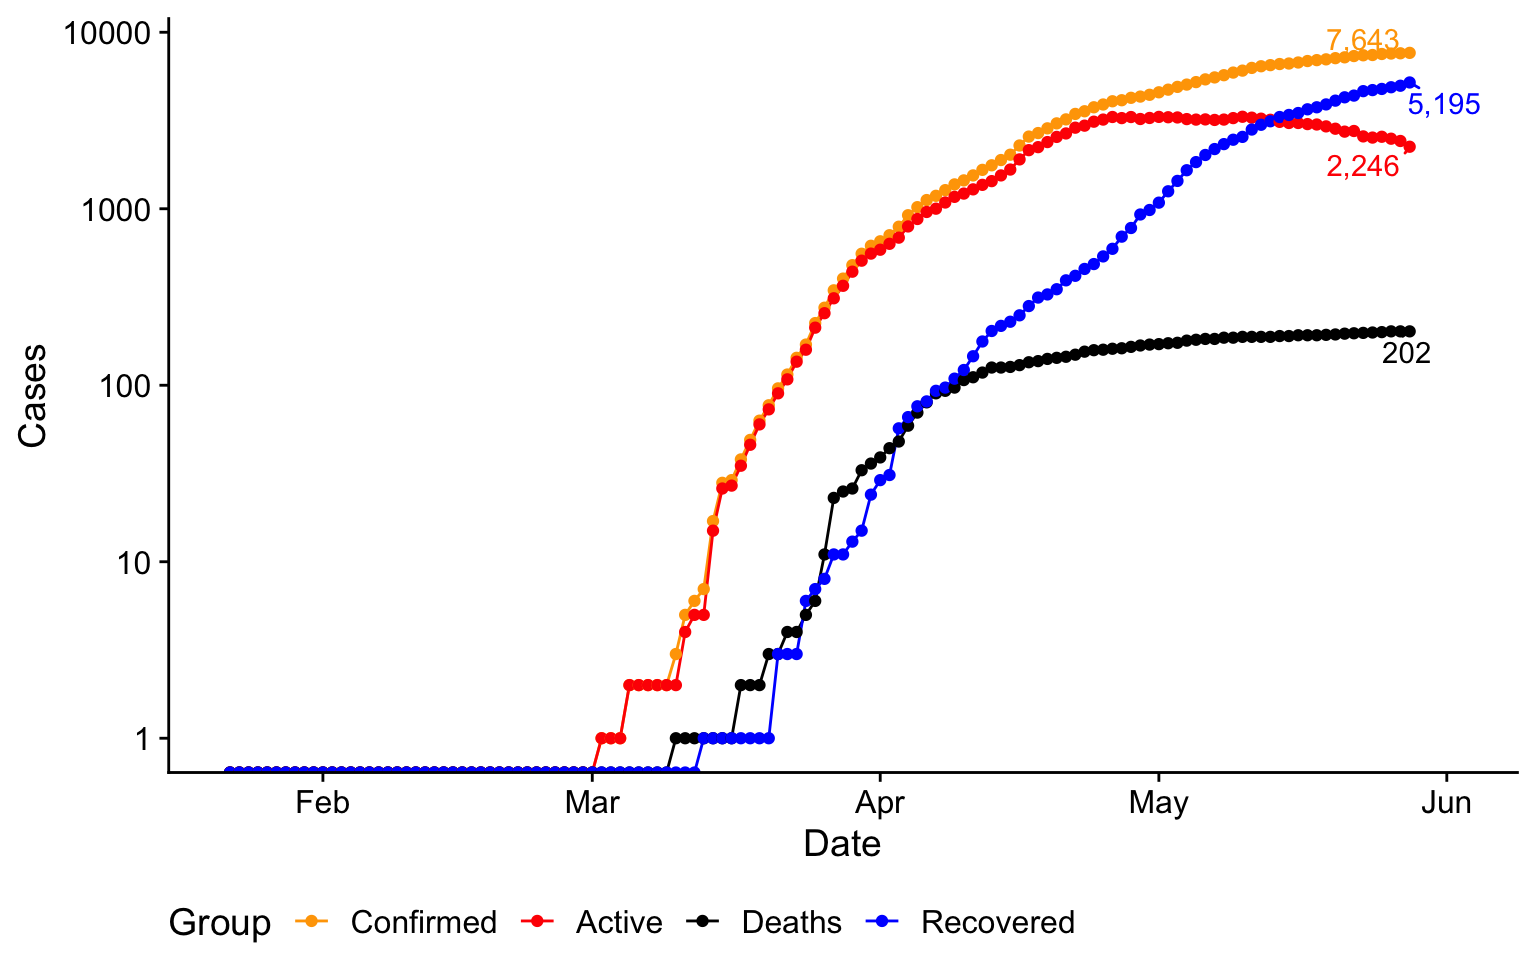 10000
1000
100
10
1
Cases
7,643
5,195
2,246
202
Feb Mar Apr May Jun
Date
Group Confirmed Active Deaths Recovered